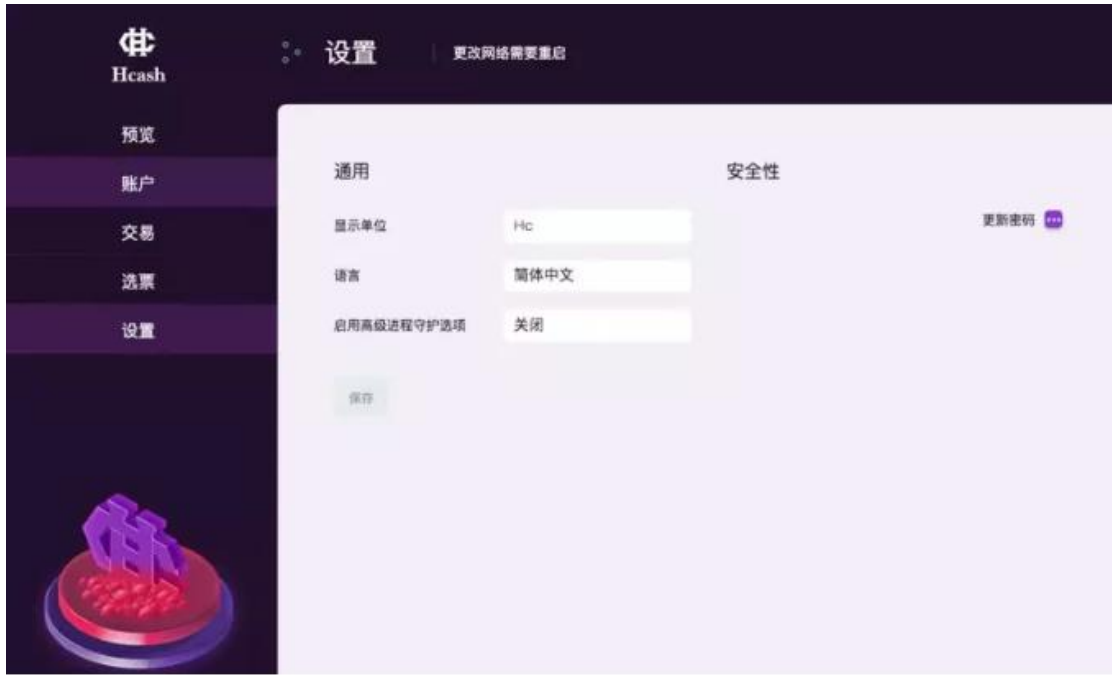 Hcash
设置
更改网络需要重启
预览
账户
交易
选票
设置
通用
安全性
显示单位
Hc
更新密码
语言
简体中文
启用高级进程守护选项
关闭
保存